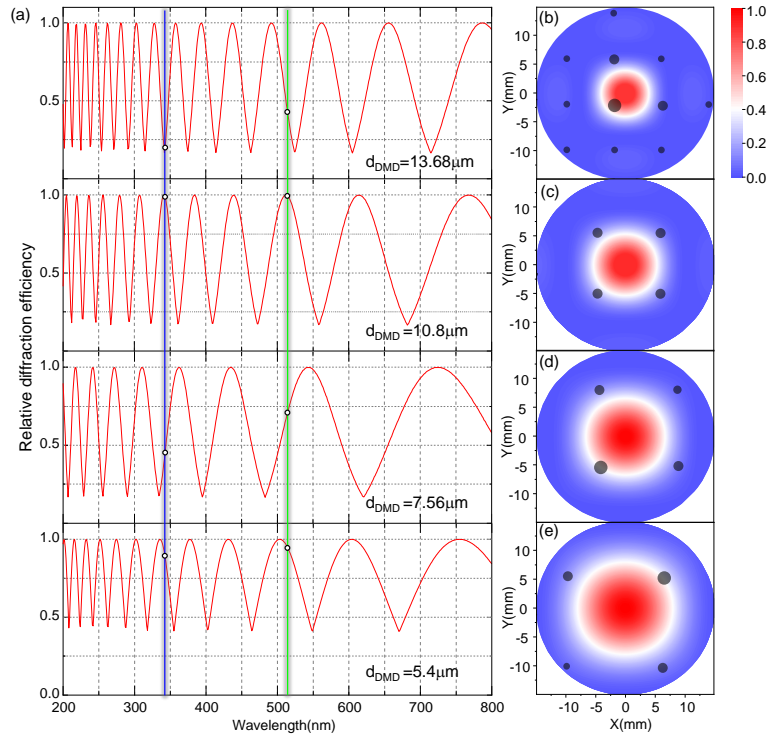 (a)
Relative diffraction efficiency
1.0
0.5
d_DMD=13.68μm
1.0
0.5
d_DMD=10.8μm
1.0
0.5
d_DMD=7.56μm
1.0
0.5
0.0
d_DMD=5.4μm
200 300 400 500 600 700 800
Wavelength(nm)
(b)
Y(mm)
10
5
0
-5
-10
(c)
Y(mm)
10
5
0
-5
-10
(d)
Y(mm)
10
5
0
-5
-10
(e)
Y(mm)
10
5
0
-5
-10
-10 -5 0 5 10
X(mm)
1.0
0.8
0.6
0.4
0.2
0.0